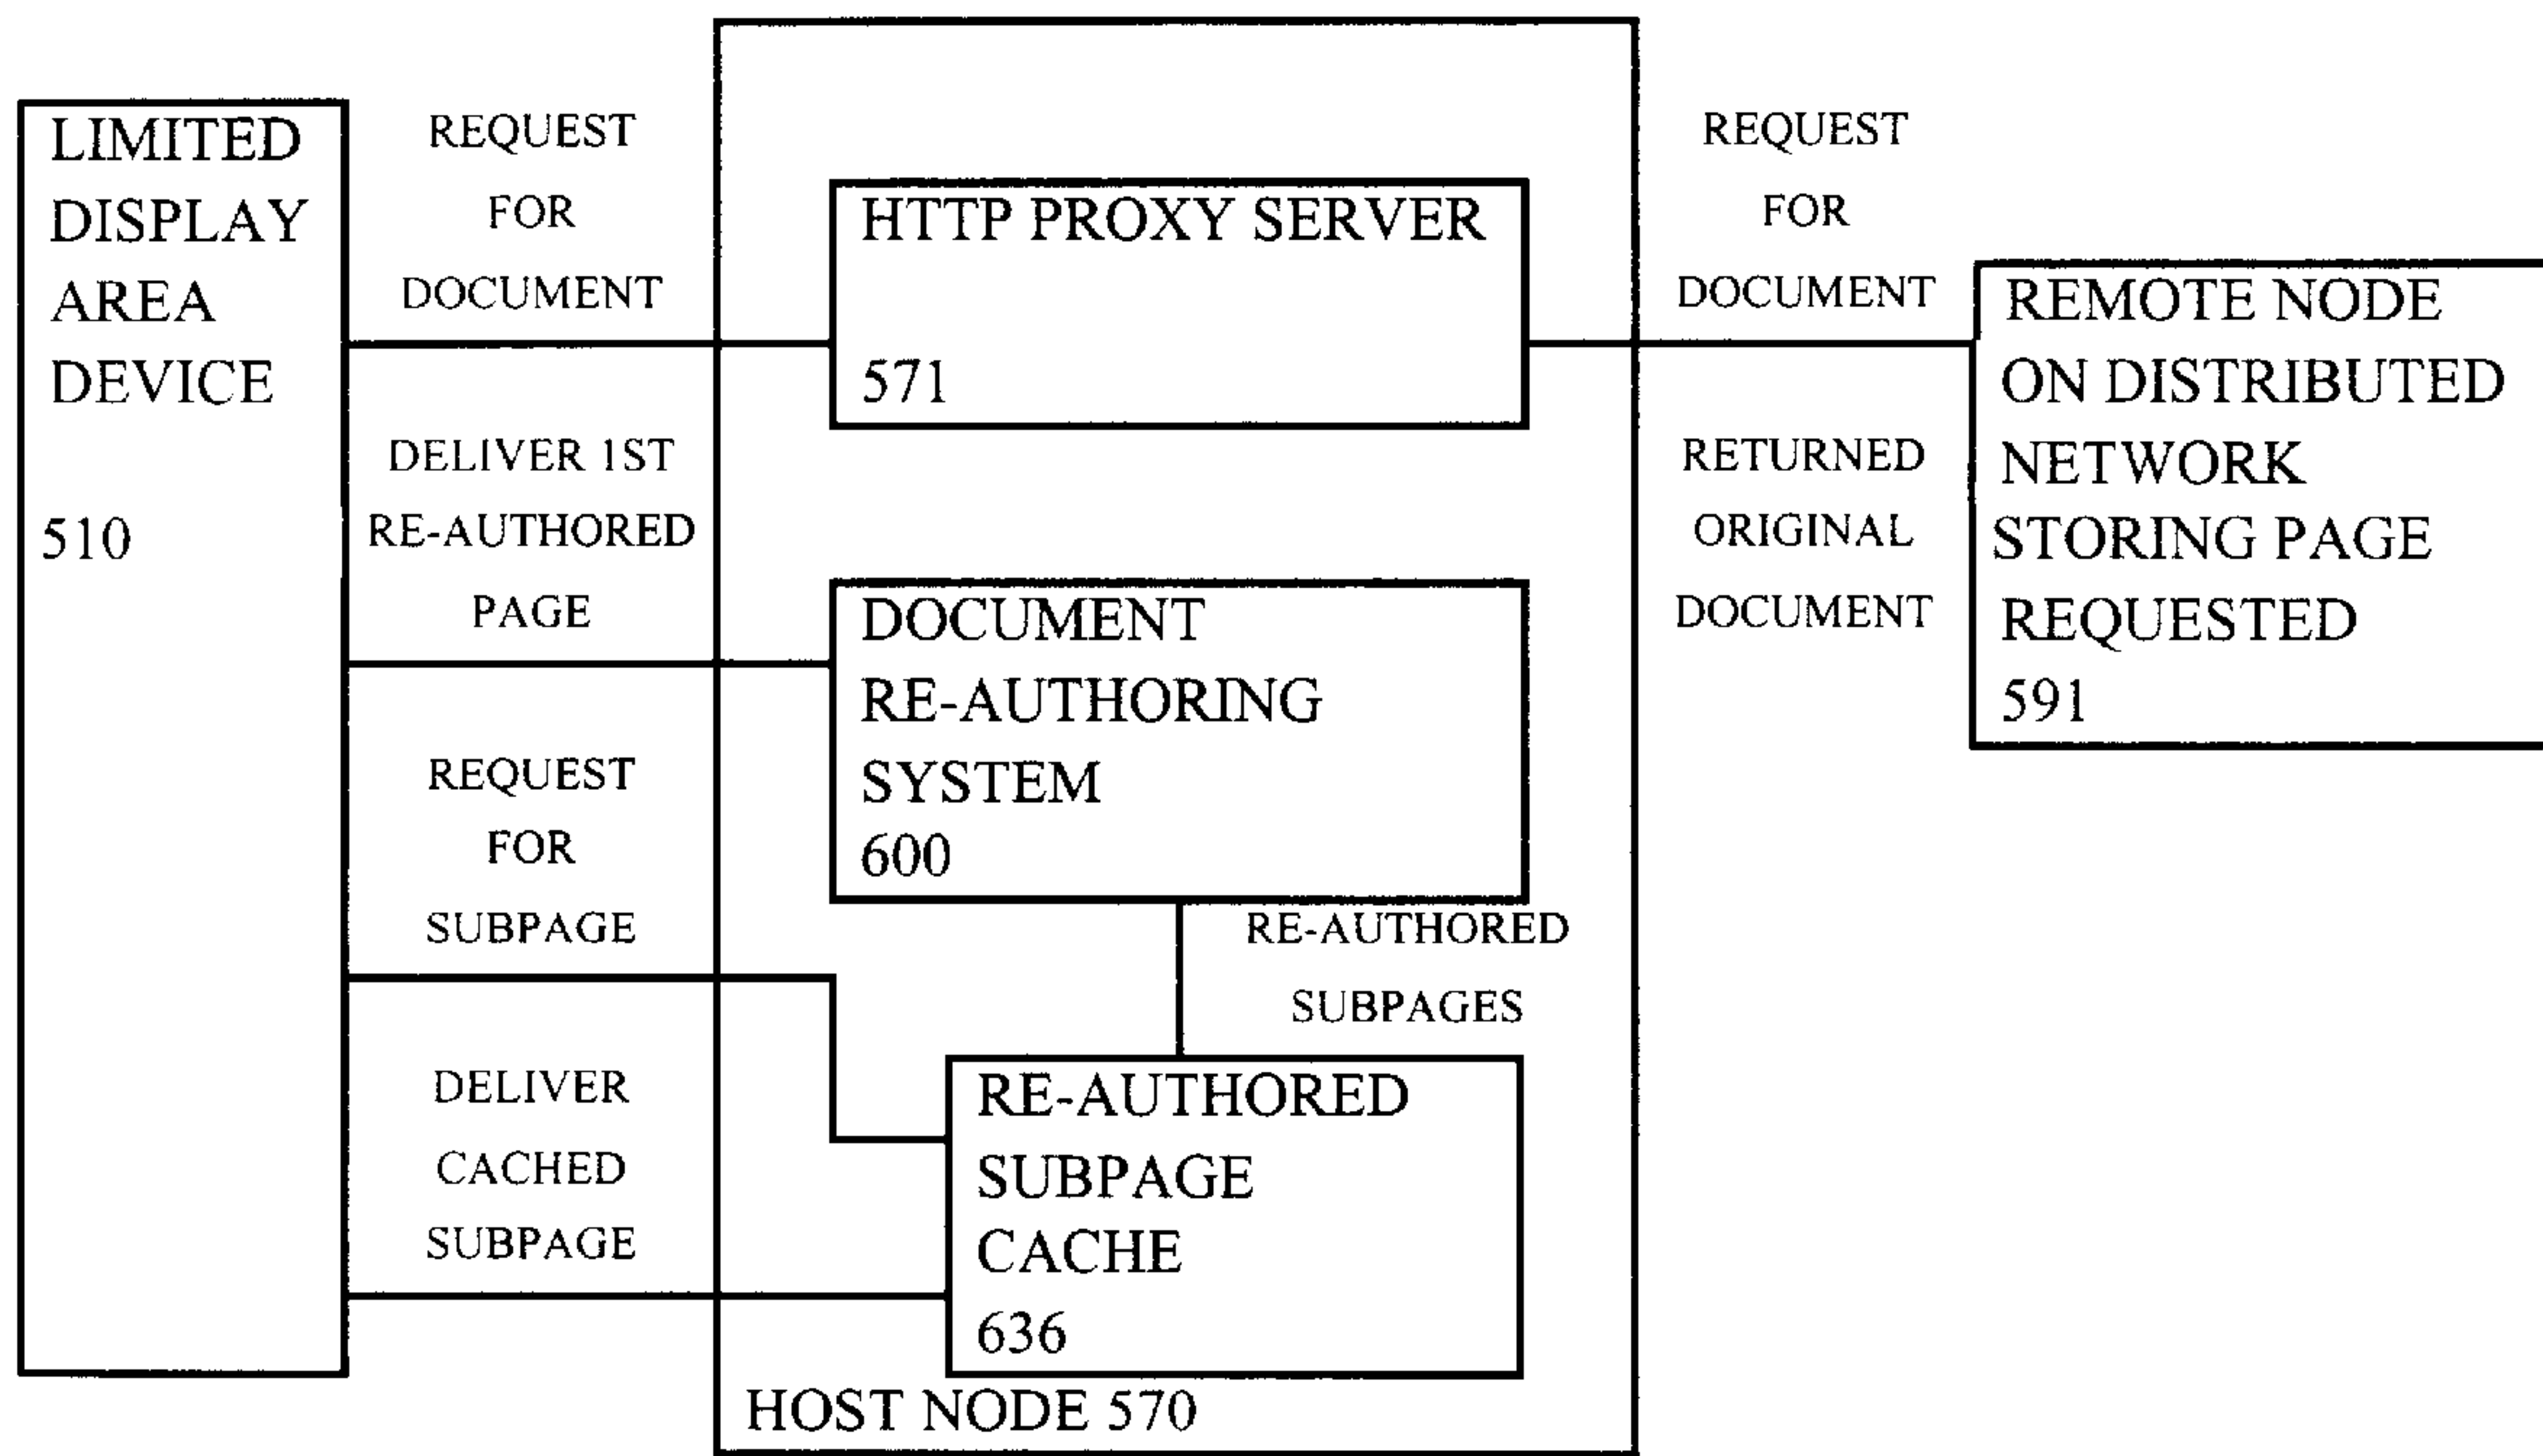 LIMITED
DISPLAY
AREA
DEVICE
510
REQUEST
FOR
DOCUMENT
DELIVER 1ST
RE-AUTHORED
PAGE
REQUEST
FOR
SUBPAGE
DELIVER
CACHED
SUBPAGE
HTTP PROXY SERVER
571
DOCUMENT
RE-AUTHORING
SYSTEM
600
RE-AUTHORED
SUBPAGES
RE-AUTHORED
SUBPAGE
CACHE
636
HOST NODE 570
REQUEST
FOR
DOCUMENT
RETURNED
ORIGINAL
DOCUMENT
REMOTE NODE
ON DISTRIBUTED
NETWORK
STORING PAGE
REQUESTED
591